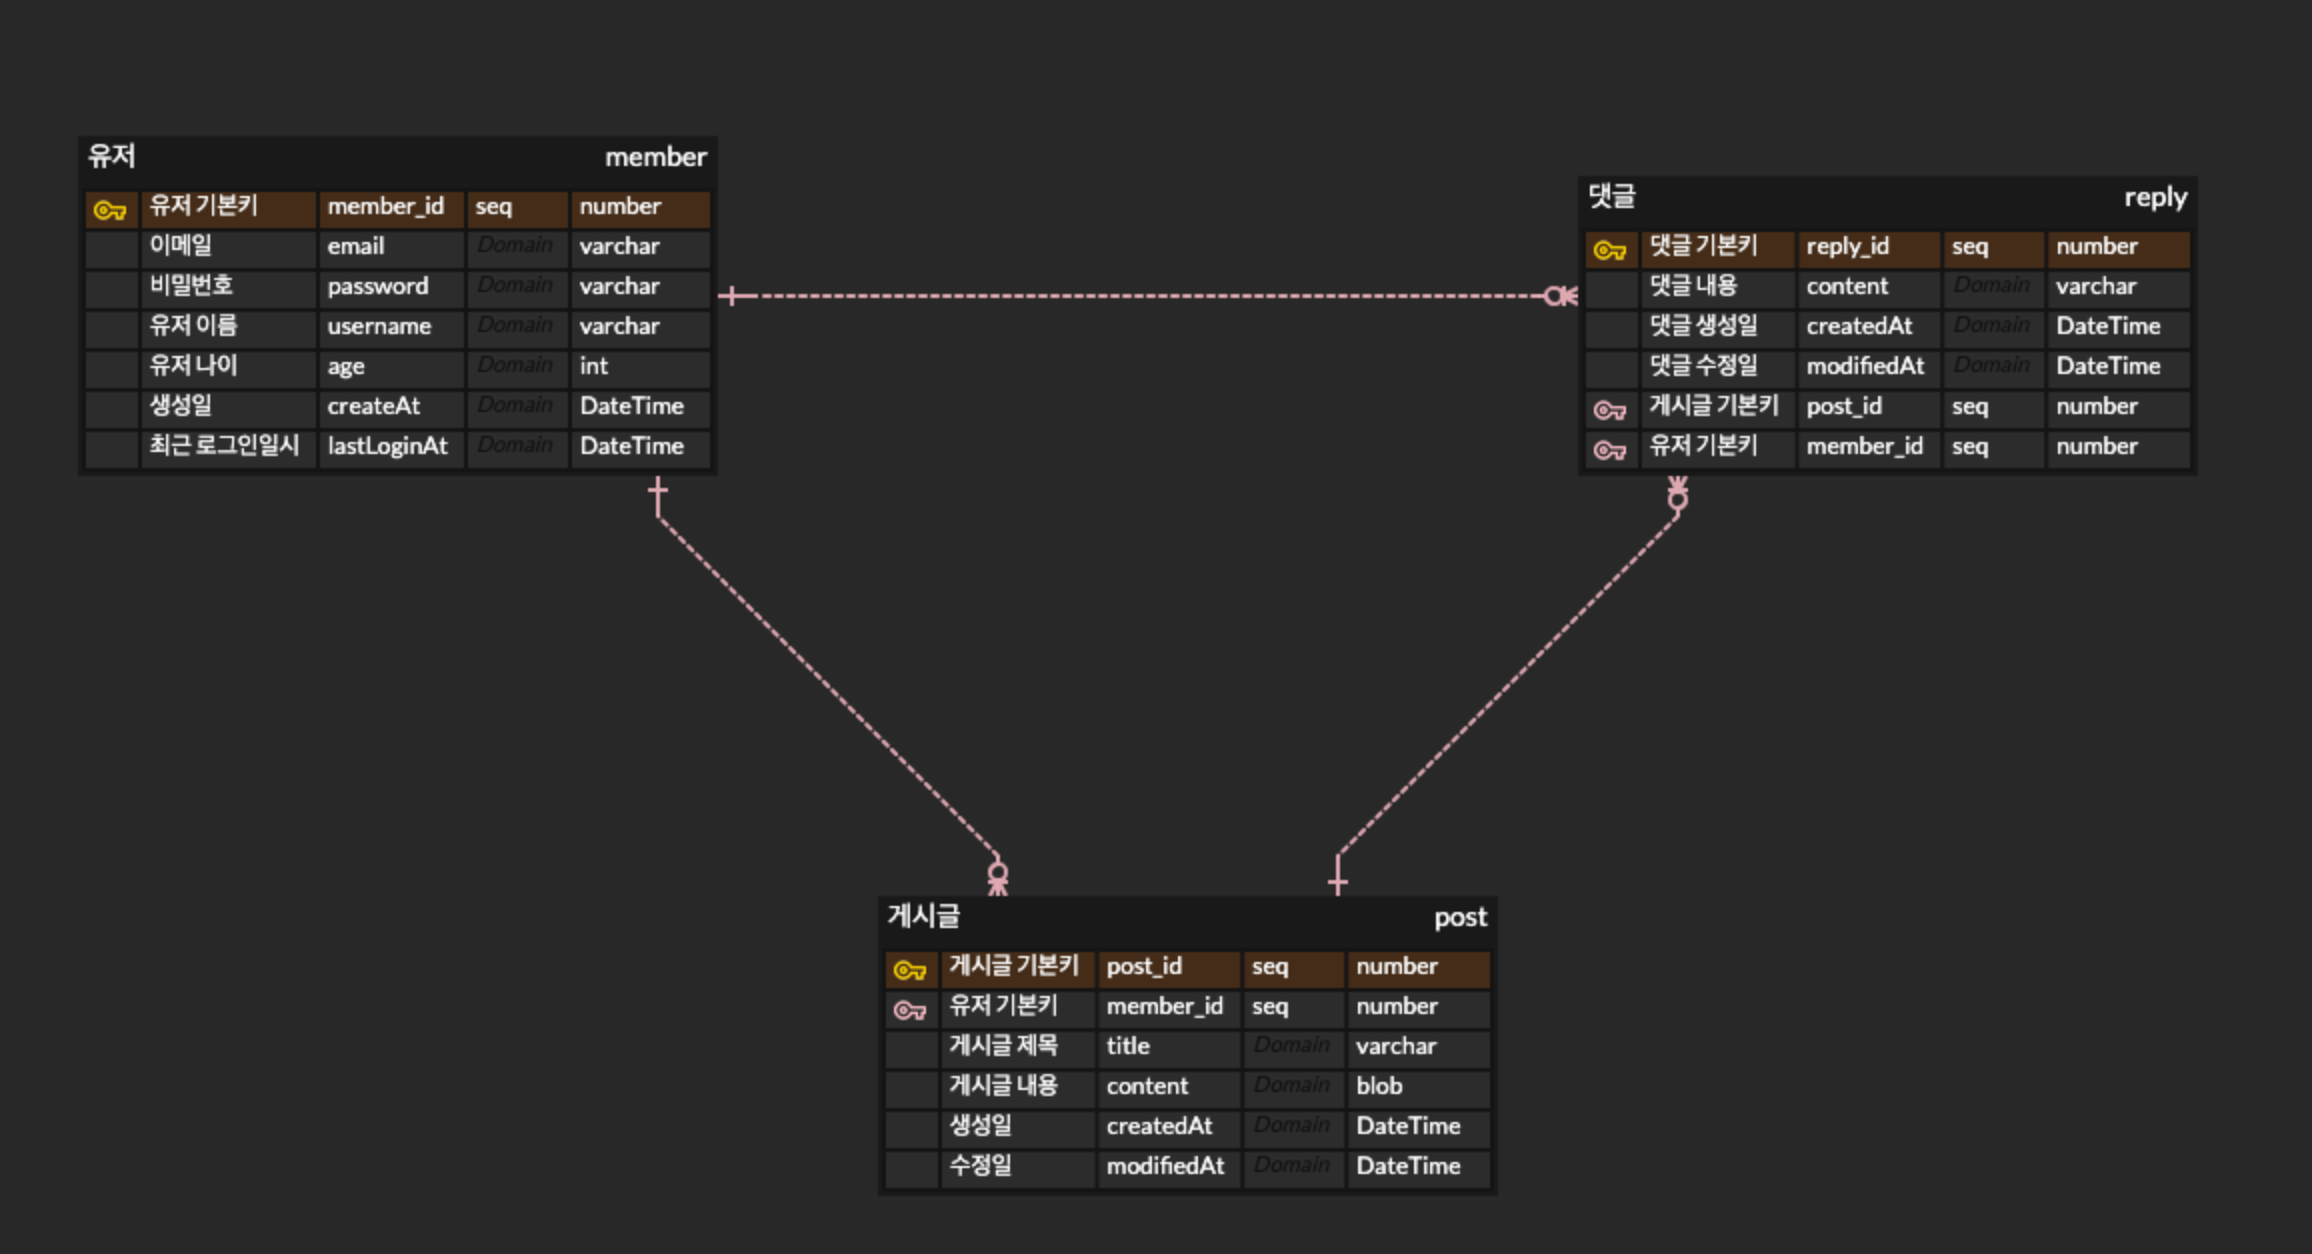 유저 member
유저 기본키 member_id seq number
이메일 email Domain varchar
비밀번호 password Domain varchar
유저 이름 username Domain varchar
유저 나이 age Domain int
생성일 createAt Domain DateTime
최근 로그인일시 lastLoginAt Domain DateTime
댓글 reply
댓글 기본키 reply_id seq number
댓글 내용 content Domain varchar
댓글 생성일 createdAt Domain DateTime
댓글 수정일 modifiedAt Domain DateTime
게시글 기본키 post_id seq number
유저 기본키 member_id seq number
게시글 post
게시글 기본키 post_id seq number
유저 기본키 member_id seq number
게시글 제목 title Domain varchar
게시글 내용 content Domain blob
생성일 createdAt Domain DateTime
수정일 modifiedAt Domain DateTime